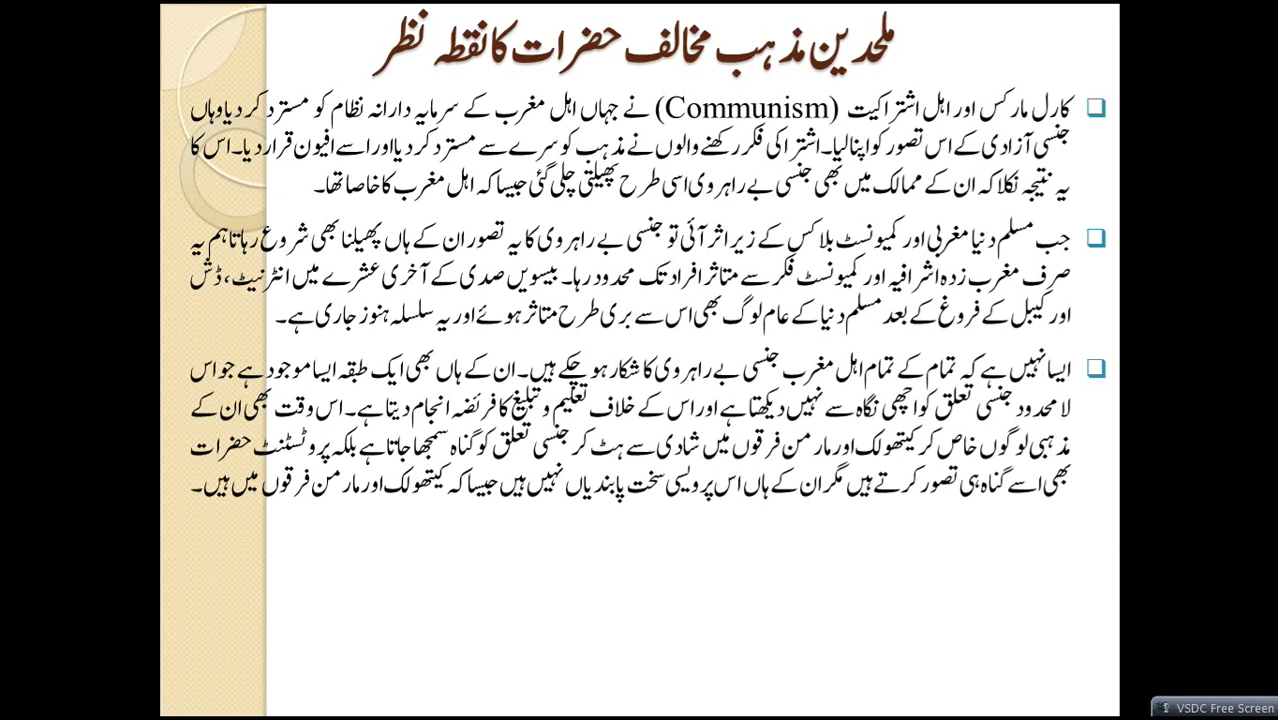 ملحدین مذہب مخالف حضرات کا نقطہ نظر
کارل مارکس اور اہل اشتراکیت (Communism) نے جہاں اہل مغرب کے سرمایہ دارانہ نظام کو مسترد کر دیا وہاں
جنسی آزادی کے اس تصور کو اپنا لیا۔ اشتراکی فکر رکھنے والوں نے مذہب کو سرے سے مسترد کر دیا اور اسے افیون قرار دیا۔ اس کا
یہ نتیجہ نکلا کہ ان کے ممالک میں بھی جنسی بے راہ روی اسی طرح پھیلتی چلی گئی جیسا کہ اہل مغرب کا خاصا تھا۔
جب مسلم دنیا مغربی اور کمیونسٹ بلاکس کے زیر اثر آئی تو جنسی بے راہ روی کا یہ تصور ان کے ہاں پھیلنا بھی شروع رہا تاہم یہ
صرف مغرب زدہ اشرافیہ اور کمیونسٹ فکر سے متاثر افراد تک محدود رہا۔ بیسویں صدی کے آخری عشرے میں انٹرنیٹ، ڈش
اور کیبل کے فروغ کے بعد مسلم دنیا کے عام لوگ بھی اس سے بری طرح متاثر ہوئے اور یہ سلسلہ ہنوز جاری ہے۔
ایسا نہیں ہے کہ تمام کے تمام اہل مغرب جنسی بے راہ روی کا شکار ہو چکے ہیں۔ ان کے ہاں بھی ایک طبقہ ایسا موجود ہے جو اس
لا محدود جنسی تعلق کو اچھی نگاہ سے نہیں دیکھتا ہے اور اس کے خلاف تعلیم و تبلیغ کا فریضہ انجام دیتا ہے۔ اس وقت بھی ان کے
مذہبی لوگوں خاص کر کیتھولک اور مارمن فرقوں میں شادی سے ہٹ کر جنسی تعلق کو گناہ سمجھا جاتا ہے بلکہ پروٹسٹنٹ حضرات
بھی اسے گناہ ہی تصور کرتے ہیں مگر ان کے ہاں اس پر ویسی سخت پابندیاں نہیں ہیں جیسا کہ کیتھولک اور مارمن فرقوں میں ہیں۔
VSDC Free Screen